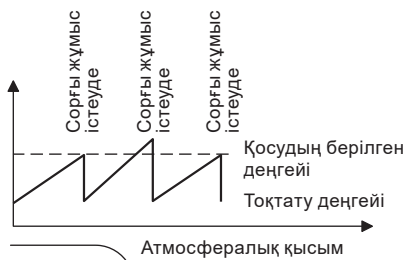 Сорғы жұмыс
істеуде
Сорғы жұмыс
істеуде
Сорғы жұмыс
істеуде
Қосудың берілген
деңгейі
Тоқтату деңгейі
Атмосфералық қысым